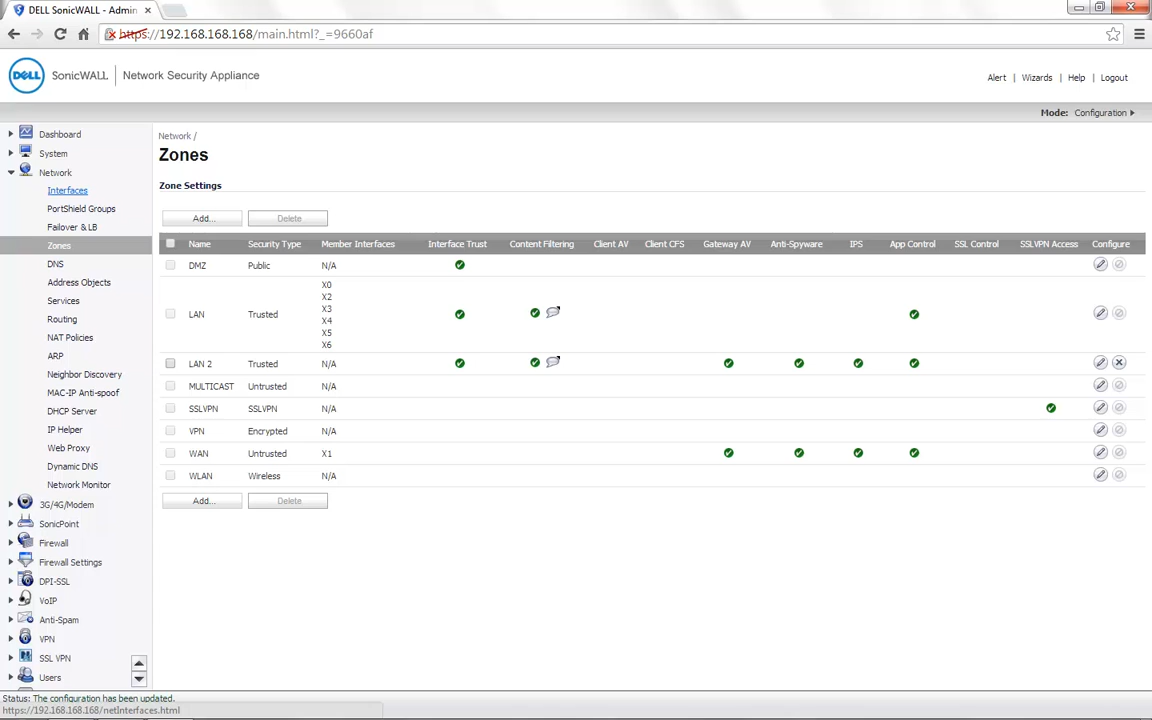 DELL SonicWALL - Admin
https://192.168.168.168/main.html?_=9660af
DELL SonicWALL | Network Security Appliance
Alert | Wizards | Help | Logout
Mode: Configuration
Dashboard
System
Network
Interfaces
PortShield Groups
Failover & LB
Zones
DNS
Address Objects
Services
Routing
NAT Policies
ARP
Neighbor Discovery
MAC-IP Anti-spoof
DHCP Server
IP Helper
Web Proxy
Dynamic DNS
Network Monitor
3G/4G/Modem
SonicPoint
Firewall
Firewall Settings
DPI-SSL
VoIP
Anti-Spam
VPN
SSL VPN
Users
Network /
Zones
Zone Settings
Add... Delete
Name Security Type Member Interfaces Interface Trust Content Filtering Client AV Client CFS Gateway AV Anti-Spyware IPS App Control SSL Control SSLVPN Access Configure
DMZ Public N/A
X0
X2
X3
LAN Trusted
X4
X5
X6
LAN 2 Trusted N/A
MULTICAST Untrusted N/A
SSLVPN SSLVPN N/A
VPN Encrypted N/A
WAN Untrusted X1
WLAN Wireless N/A
Add... Delete
Status: The configuration has been updated.
https://192.168.168.168/netInterfaces.html